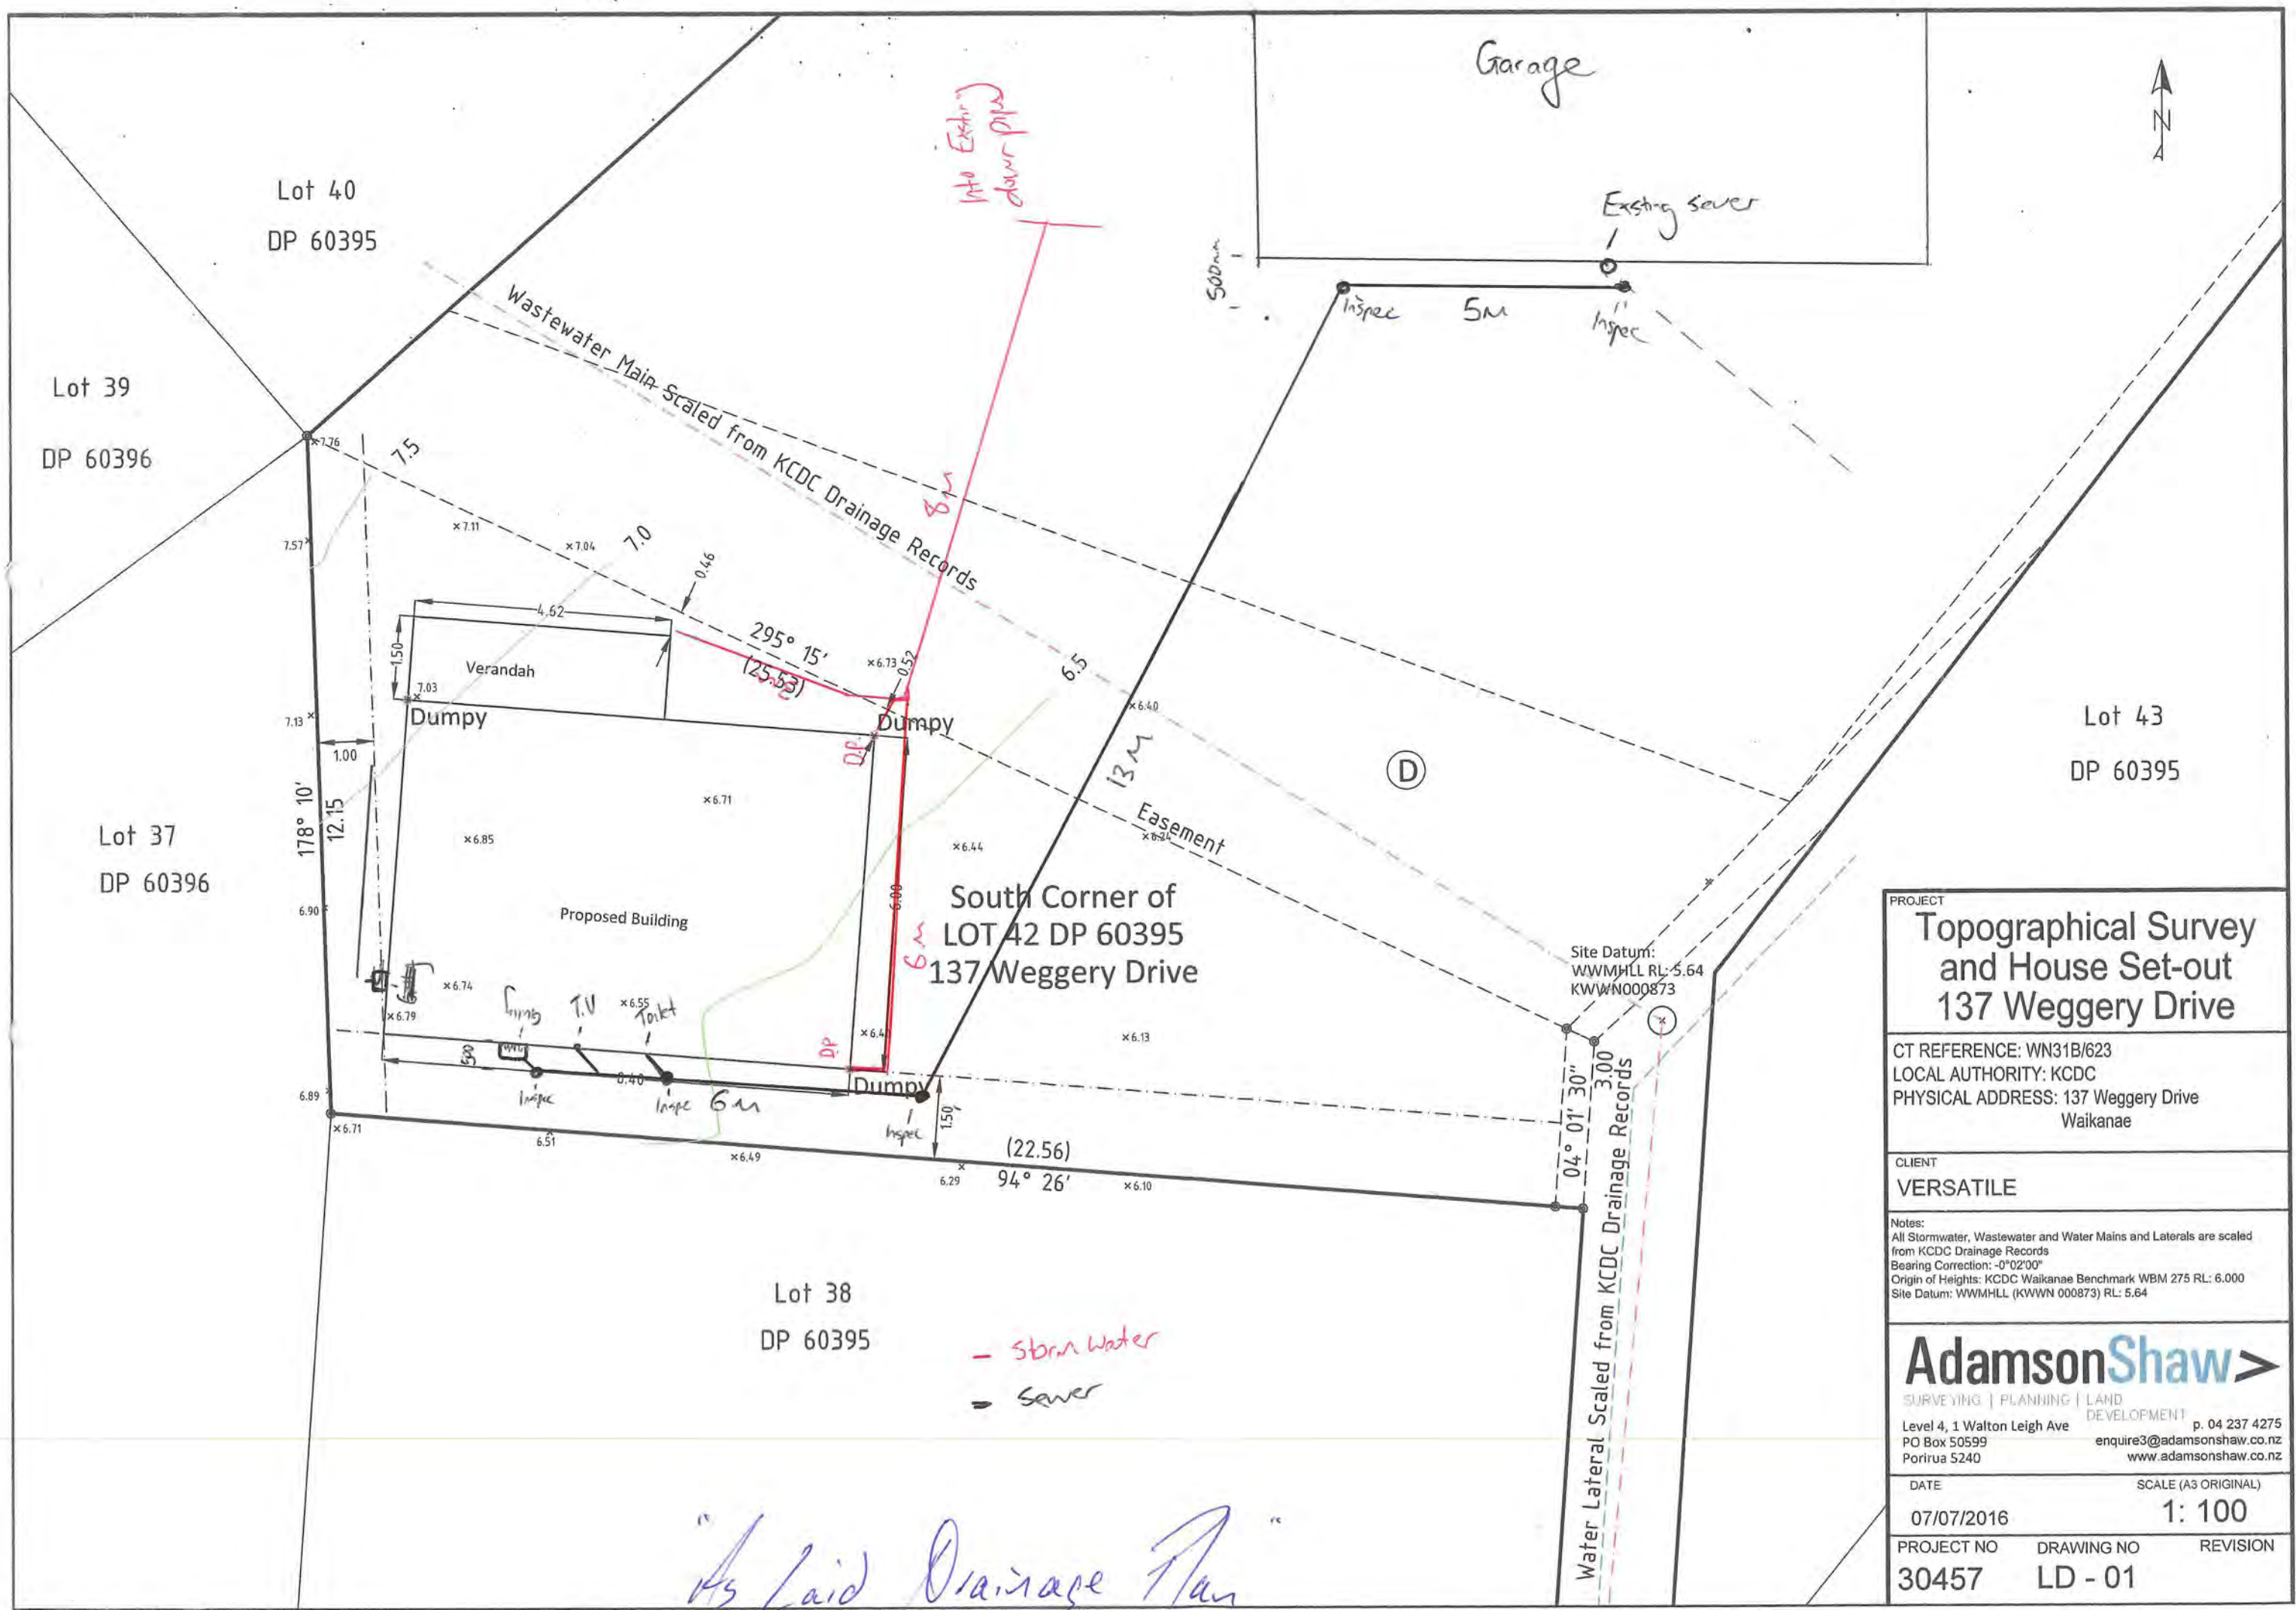 Garage
Into Existing
down pipe
N
Lot 40
DP 60395
Existing sewer
500mm
Inspec
5M
Inspec
Wastewater Main Scaled from KCDC Drainage Records
Lot 39
DP 60396
×7.76
7.5
8m
×7.11
×7.04
7.0
7.57×
0.46
4.62
295° 15'
(25.53)
×6.73
0.52
6.5
1.50
Verandah
7.03
Dumpy
Dumpy
D.P.
7.13×
1.00
×6.40
13M
D
Lot 43
DP 60395
×6.71
×6.85
178° 10'
12.15
Easement
×6.24
×6.44
Lot 37
DP 60396
6.90
Proposed Building
6.00
6m
South Corner of
LOT 42 DP 60395
137 Weggery Drive
Site Datum:
WWMHLL RL: 5.64
KWWN000873
×6.74
×6.79
T.V
×6.55
Toilet
×6.4
×6.13
DP
500
8.40
Dumpy
Inspec
Inspe
6m
Inspec
1.50
6.89
×6.71
6.51
×6.49
6.29
(22.56)
94° 26'
×6.10
04° 01' 30"
3.00
Water Lateral Scaled from KCDC Drainage Records
Lot 38
DP 60395
– Storm water
– Sewer
"As Laid Drainage Plan"
PROJECT
Topographical Survey
and House Set-out
137 Weggery Drive
CT REFERENCE: WN31B/623
LOCAL AUTHORITY: KCDC
PHYSICAL ADDRESS: 137 Weggery Drive
Waikanae
CLIENT
VERSATILE
Notes:
All Stormwater, Wastewater and Water Mains and Laterals are scaled
from KCDC Drainage Records
Bearing Correction: -0°02'00"
Origin of Heights: KCDC Waikanae Benchmark WBM 275 RL: 6.000
Site Datum: WWMHLL (KWWN 000873) RL: 5.64
AdamsonShaw>
SURVEYING | PLANNING | LAND
DEVELOPMENT
Level 4, 1 Walton Leigh Ave
p. 04 237 4275
PO Box 50599
enquire3@adamsonshaw.co.nz
Porirua 5240
www.adamsonshaw.co.nz
DATE
SCALE (A3 ORIGINAL)
07/07/2016
1: 100
PROJECT NO
DRAWING NO
REVISION
30457
LD - 01